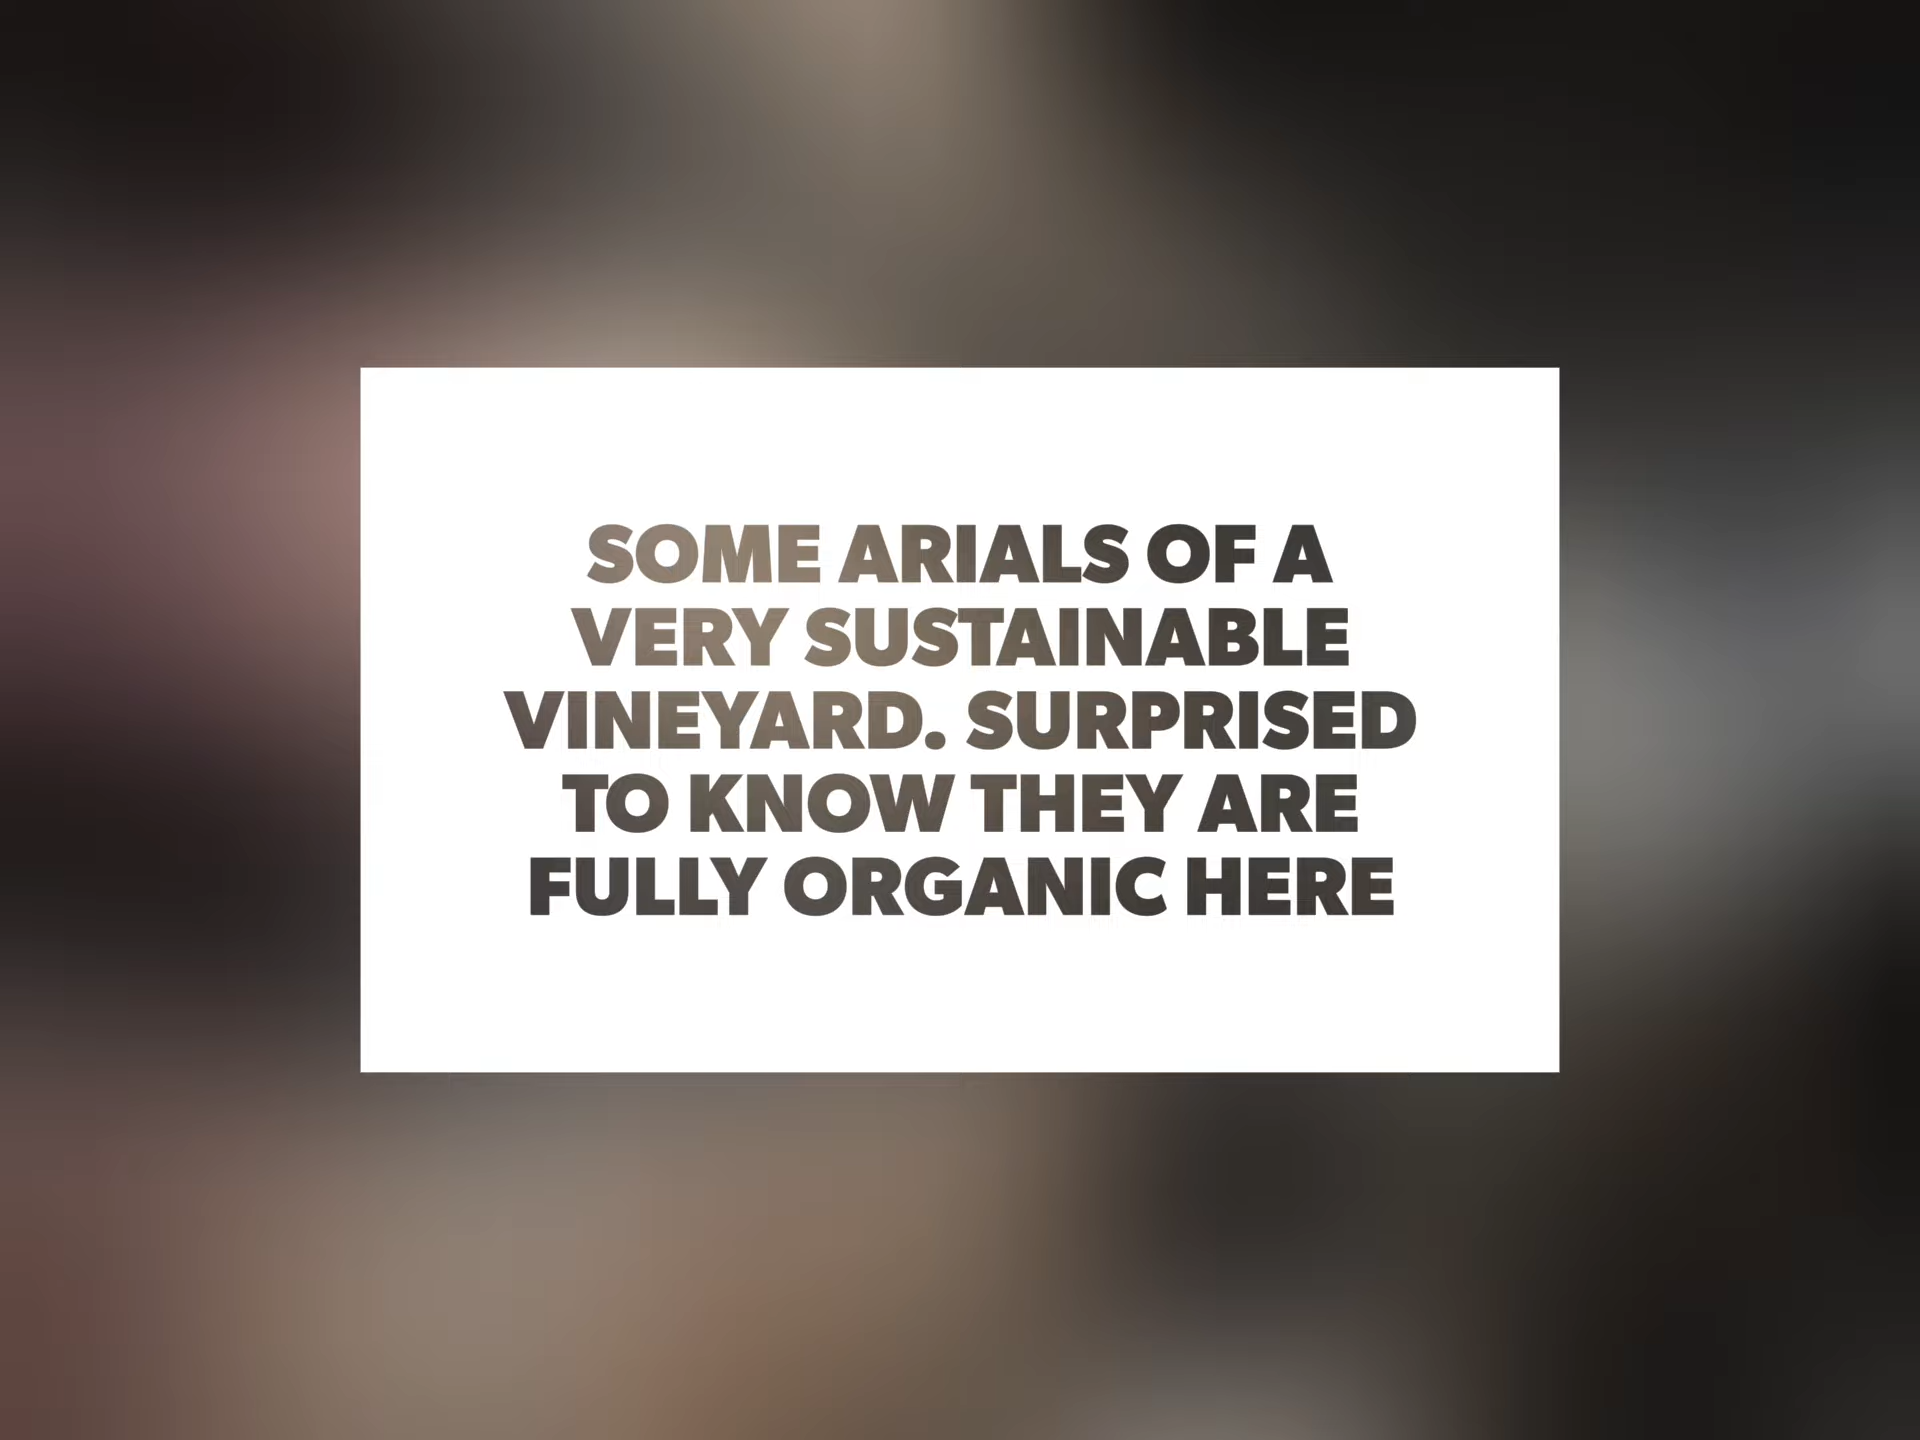 SOME ARIALS OF A
VERY SUSTAINABLE
VINEYARD. SURPRISED
TO KNOW THEY ARE
FULLY ORGANIC HERE